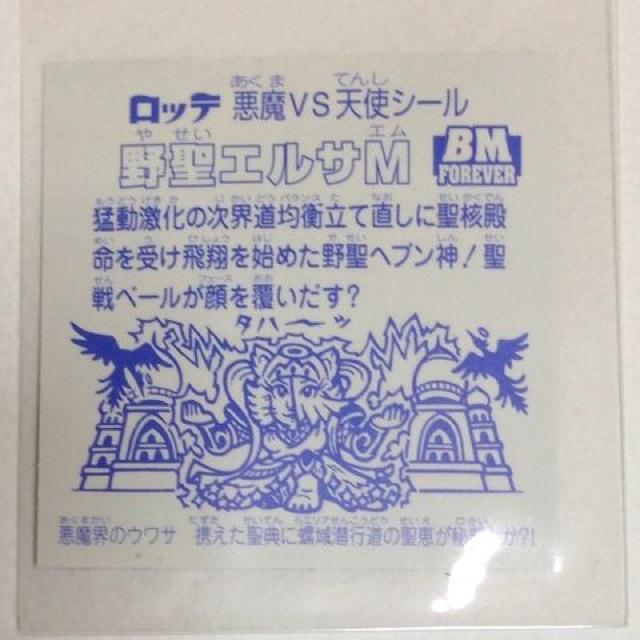 ロッテ 悪魔VS天使シール
野聖エルサM
BM
FOREVER
猛動激化の次界道均衡立て直しに聖核殿
命を受け飛翔を始めた野聖ヘブン神!聖
戦ベールが顔を覆いだす?
タハーーッ
悪魔界のウワサ 携えた聖典に螺域潜行道の聖恵が